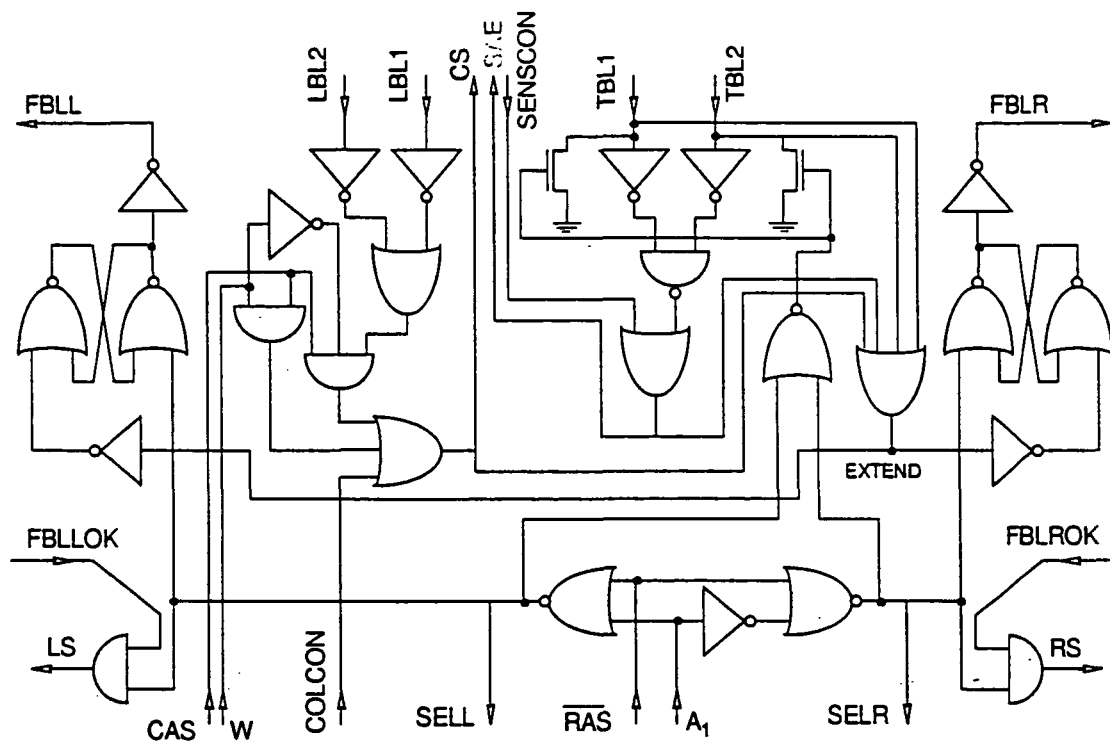 FBLL
LBL2
LBL1
CS
SAE
SENSCON
TBL1
TBL2
FBLR
EXTEND
FBLLOK
FBLROK
LS
RS
CAS
W
COLCON
SELL
RAS
A₁
SELR